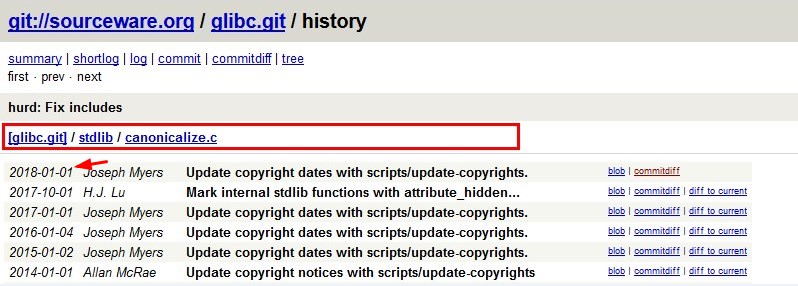 git://sourceware.org / glibc.git / history
summary | shortlog | log | commit | commitdiff | tree
first · prev · next
hurd: Fix includes
[glibc.git] / stdlib / canonicalize.c
2018-01-01 Joseph Myers Update copyright dates with scripts/update-copyrights. blob | commitdiff
2017-10-01 H.J. Lu Mark internal stdlib functions with attribute_hidden... blob | commitdiff | diff to current
2017-01-01 Joseph Myers Update copyright dates with scripts/update-copyrights. blob | commitdiff | diff to current
2016-01-04 Joseph Myers Update copyright dates with scripts/update-copyrights. blob | commitdiff | diff to current
2015-01-02 Joseph Myers Update copyright dates with scripts/update-copyrights. blob | commitdiff | diff to current
2014-01-01 Allan McRae Update copyright notices with scripts/update-copyrights blob | commitdiff | diff to current